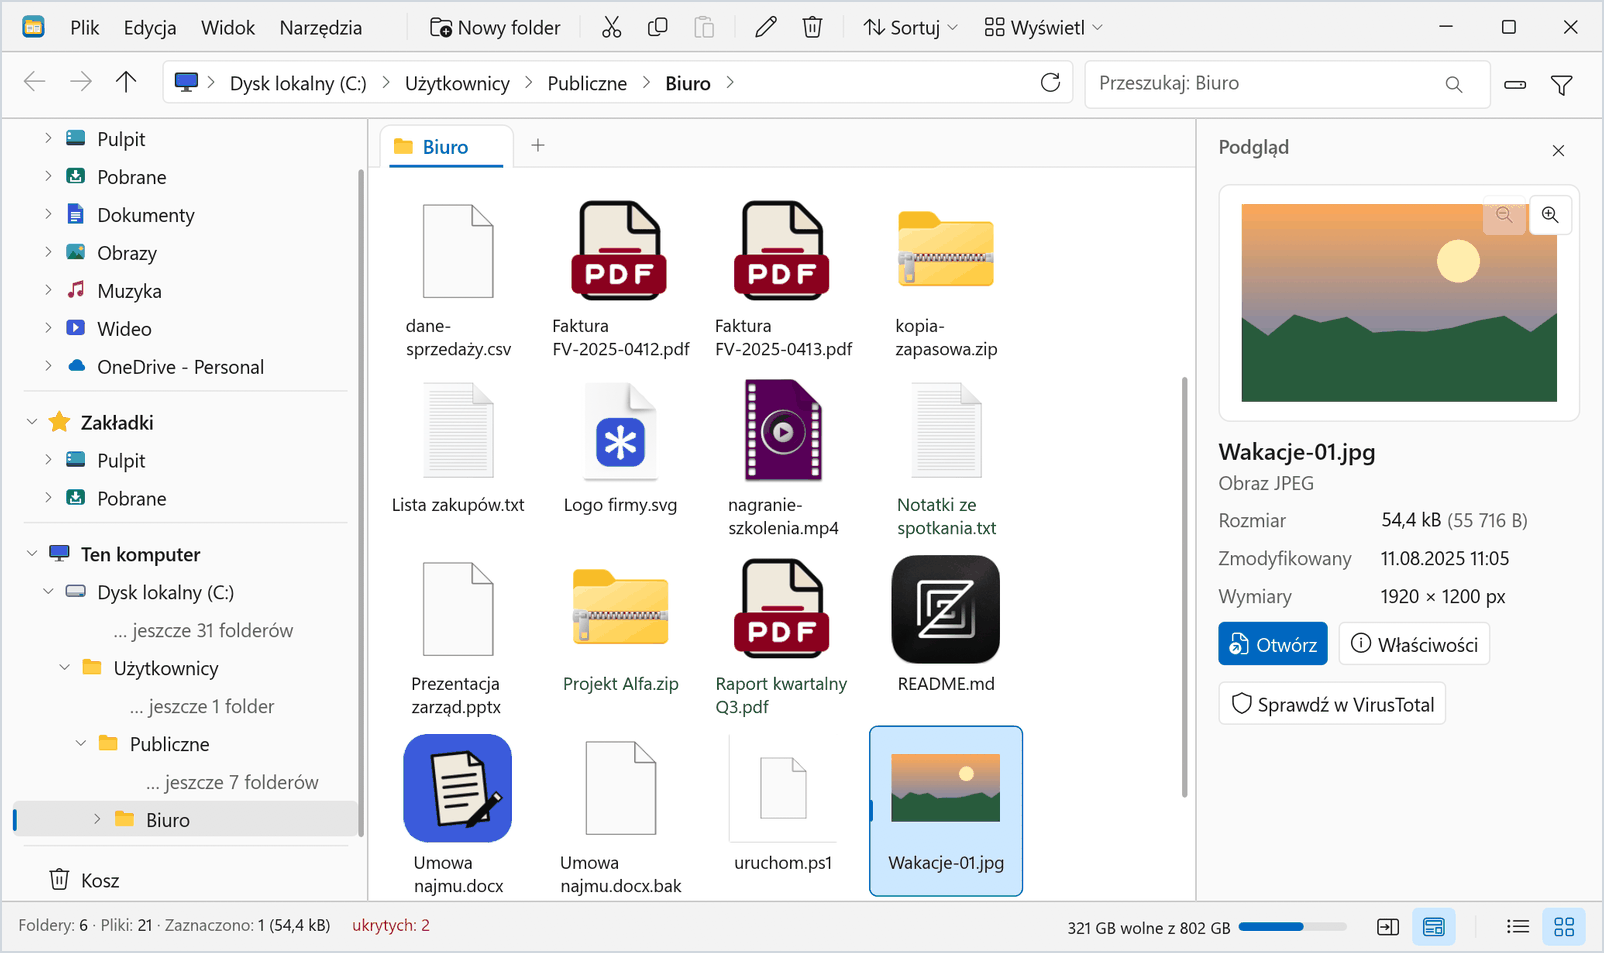 Plik Edycja Widok Narzędzia Nowy folder Sortuj Wyświetl
Dysk lokalny (C:) Użytkownicy Publiczne Biuro
Przeszukaj: Biuro
Pulpit
Pobrane
Dokumenty
Obrazy
Muzyka
Wideo
OneDrive - Personal
Zakładki
Pulpit
Pobrane
Ten komputer
Dysk lokalny (C:)
... jeszcze 31 folderów
Użytkownicy
... jeszcze 1 folder
Publiczne
... jeszcze 7 folderów
Biuro
Kosz
Biuro
PDF
PDF
dane-
sprzedaży.csv
Faktura
FV-2025-0412.pdf
Faktura
FV-2025-0413.pdf
kopia-
zapasowa.zip
Lista zakupów.txt
Logo firmy.svg
nagranie-
szkolenia.mp4
Notatki ze
spotkania.txt
PDF
Prezentacja
zarząd.pptx
Projekt Alfa.zip
Raport kwartalny
Q3.pdf
README.md
Umowa
najmu.docx
Umowa
najmu.docx.bak
uruchom.ps1
Wakacje-01.jpg
Podgląd
Wakacje-01.jpg
Obraz JPEG
Rozmiar 54,4 kB (55 716 B)
Zmodyfikowany 11.08.2025 11:05
Wymiary 1920 × 1200 px
Otwórz Właściwości
Sprawdź w VirusTotal
Foldery: 6 · Pliki: 21 · Zaznaczono: 1 (54,4 kB) ukrytych: 2
321 GB wolne z 802 GB